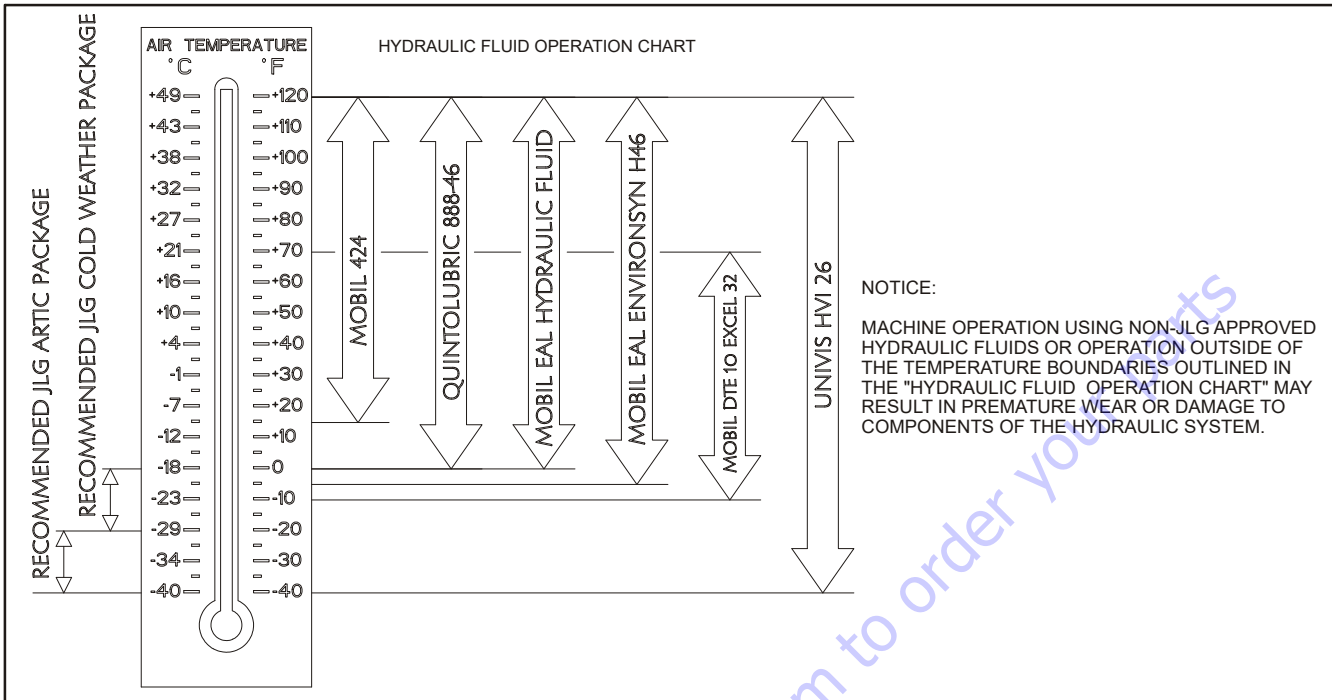 HYDRAULIC FLUID OPERATION CHART
AIR TEMPERATURE
°C °F
+49 +120
+43 +110
+38 +100
+32 +90
+27 +80
+21 +70
+16 +60
+10 +50
+4 +40
-1 +30
-7 +20
-12 +10
-18 0
-23 -10
-29 -20
-34 -30
-40 -40
RECOMMENDED JLG ARTIC PACKAGE
RECOMMENDED JLG COLD WEATHER PACKAGE
MOBIL 424
QUINTOLUBRIC 888-46
MOBIL EAL HYDRAULIC FLUID
MOBIL EAL ENVIRONSYN H46
MOBIL DTE 10 EXCEL 32
UNIVIS HVI 26
NOTICE:
MACHINE OPERATION USING NON-JLG APPROVED
HYDRAULIC FLUIDS OR OPERATION OUTSIDE OF
THE TEMPERATURE BOUNDARIES OUTLINED IN
THE "HYDRAULIC FLUID OPERATION CHART" MAY
RESULT IN PREMATURE WEAR OR DAMAGE TO
COMPONENTS OF THE HYDRAULIC SYSTEM.
m to order your parts